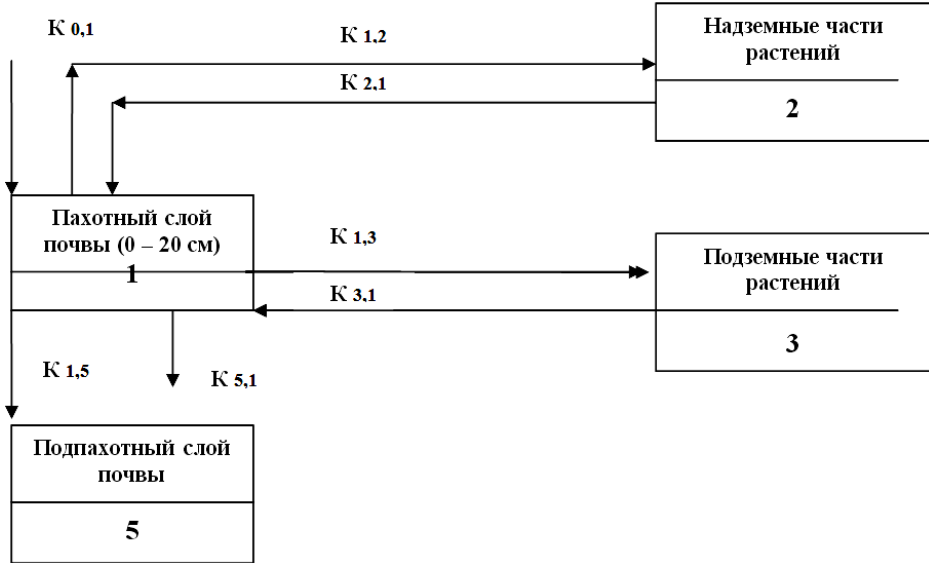 К 0,1
К 1,2
Надземные части
растений
К 2,1
2
Пахотный слой
почвы (0 – 20 см)
1
К 1,3
Подземные части
растений
К 3,1
3
К 1,5
К 5,1
Подпахотный слой
почвы
5